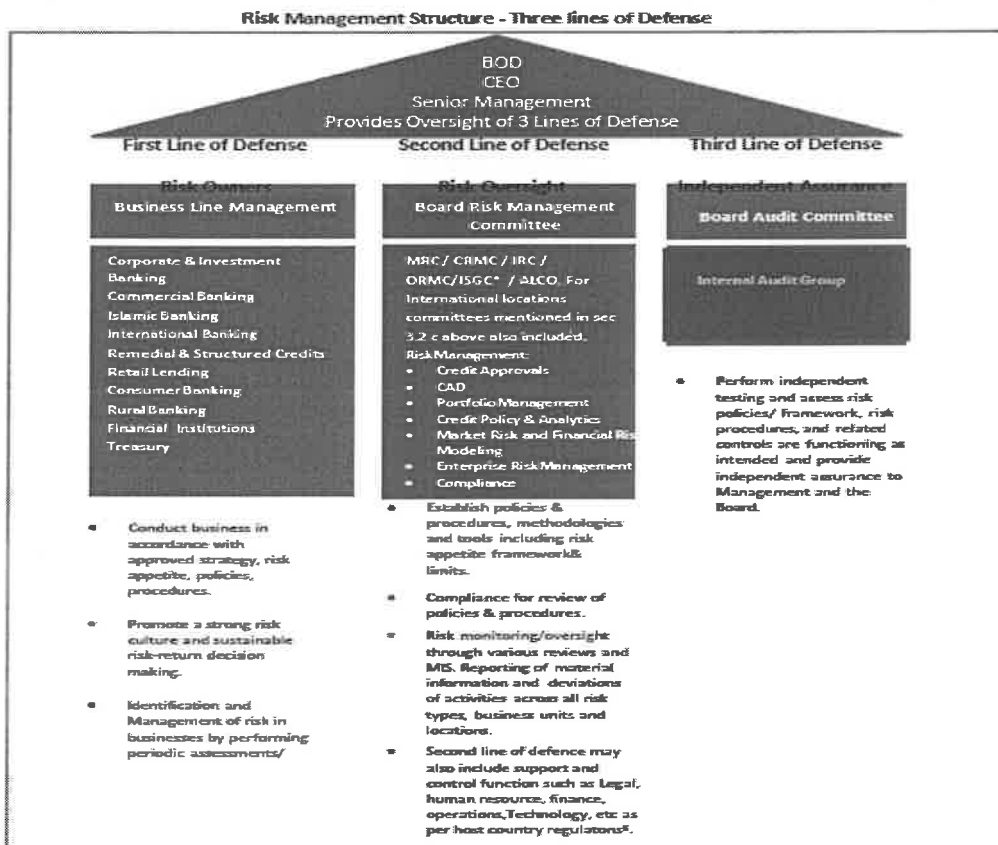 Risk Management Structure - Three lines of Defense
BOD
CEO
Senior Management
Provides Oversight of 3 Lines of Defense
First Line of Defense
Risk Owners
Business Line Management
Corporate & Investment
Banking
Commercial Banking
Islamic Banking
International Banking
Remedial & Structured Credits
Retail Lending
Consumer Banking
Rural Banking
Financial Institutions
Treasury
• Conduct business in
accordance with
approved strategy, risk
appetite, policies,
procedures.
• Promote a strong risk
culture and sustainable
risk-return decision
making.
• Identification and
Management of risk in
businesses by performing
periodic assessments/
Second Line of Defense
Risk Oversight
Board Risk Management
Committee
MRC / CRMC / IRC /
ORMC/ISGC* / ALCO. For
International locations
committees mentioned in sec
3.2 c above also included.
Risk Management:
• Credit Approvals
• CAD
• Portfolio Management
• Credit Policy & Analytics
• Market Risk and Financial Ris
Modeling
• Enterprise Risk Management
• Compliance
• Establish policies &
procedures, methodologies
and tools including risk
appetite framework&
limits.
• Compliance for review of
policies & procedures.
• Risk monitoring/oversight
through various reviews and
MIS. Reporting of material
information and deviations
of activities across all risk
types, business units and
locations.
• Second line of defence may
also include support and
control function such as Legal,
human resource, finance,
operations,Technology, etc as
per host country regulatons
Third Line of Defense
Independent Assurance
Board Audit Committee
Internal Audit Group
• Perform independent
testing and assess risk
policies/ framework, risk
procedures, and related
controls are functioning as
intended and provide
independent assurance to
Management and the
Board.